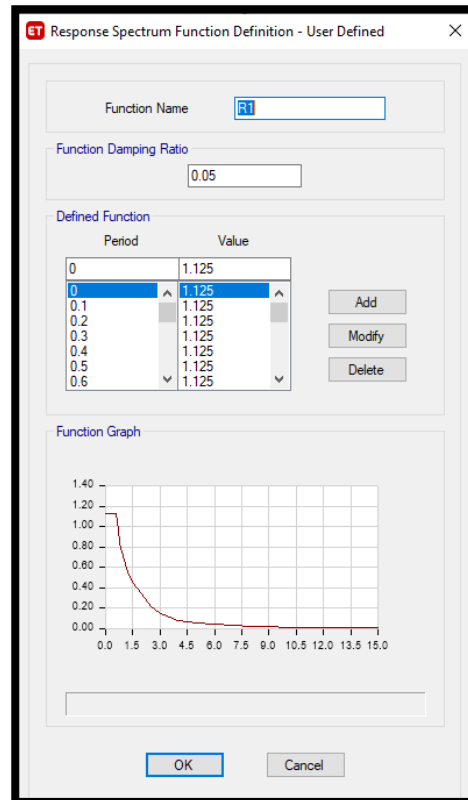 ET Response Spectrum Function Definition - User Defined
Function Name R1
Function Damping Ratio
0.05
Defined Function
Period Value
0 1.125
0 1.125
0.1 1.125
0.2 1.125
0.3 1.125
0.4 1.125
0.5 1.125
0.6 1.125
Add
Modify
Delete
Function Graph
1.40
1.20
1.00
0.80
0.60
0.40
0.20
0.00
0.0 1.5 3.0 4.5 6.0 7.5 9.0 10.5 12.0 13.5 15.0
OK Cancel